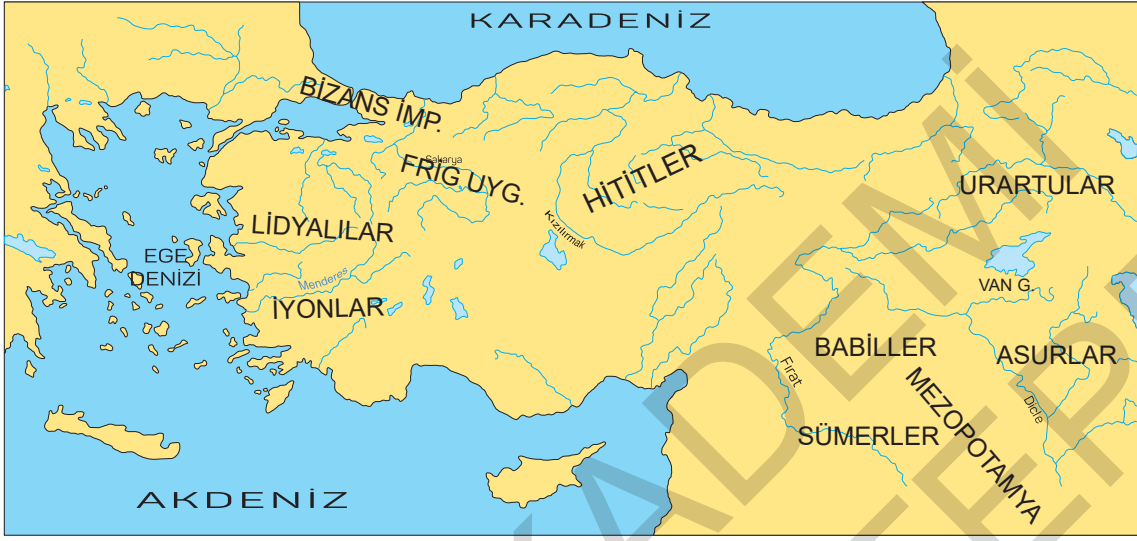 KARADENİZ
BİZANS İMP.
Sakarya
FRİG UYG.
HİTİTLER
URARTULAR
LİDYALILAR
Kızılırmak
EGE
DENİZİ
Menderes
VAN G.
İYONLAR
BABİLLER
ASURLAR
Fırat
MEZOPOTAMYA
Dicle
SÜMERLER
AKDENİZ